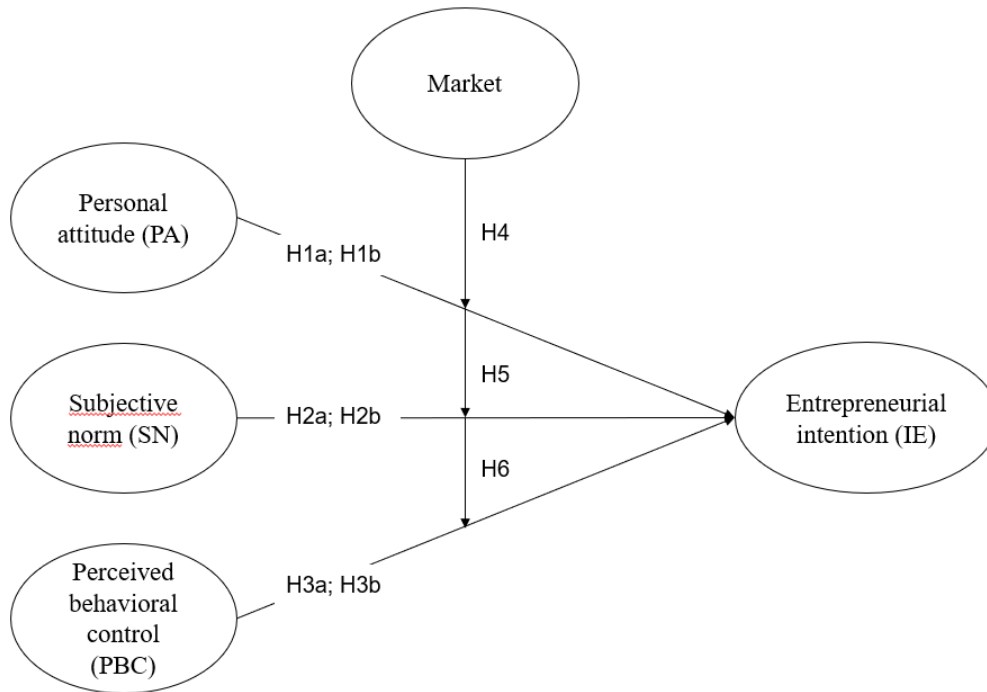 Market
Personal
attitude (PA)
H4
H1a; H1b
H5
Subjective
norm (SN)
H2a; H2b
Entrepreneurial
intention (IE)
H6
Perceived
behavioral
control
(PBC)
H3a; H3b